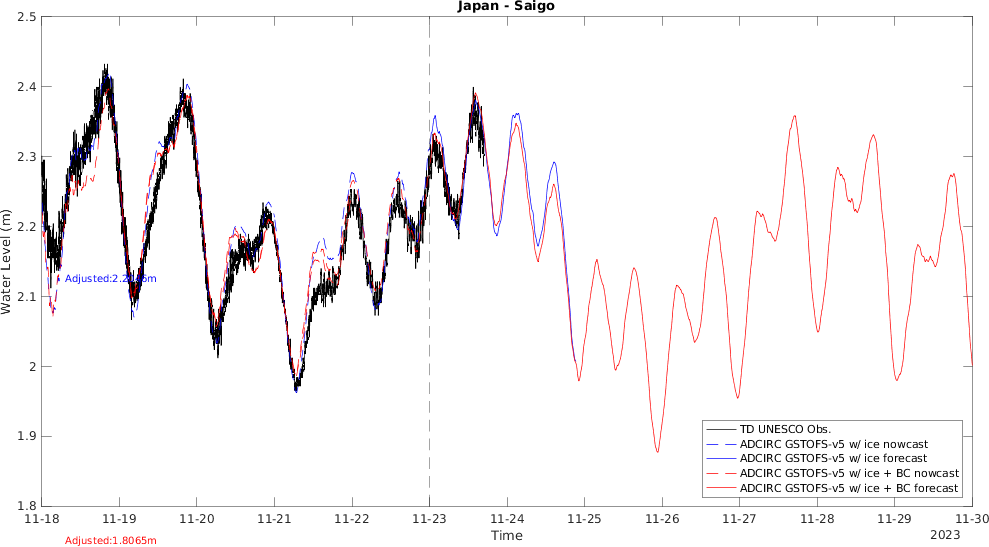 Japan - Saigo
2.5
2.4
2.3
2.2
2.1
2
1.9
1.8
Water Level (m)
TD UNESCO Obs.
ADCIRC GSTOFS-v5 w/ ice nowcast
ADCIRC GSTOFS-v5 w/ ice forecast
ADCIRC GSTOFS-v5 w/ ice + BC nowcast
ADCIRC GSTOFS-v5 w/ ice + BC forecast
11-18 11-19 11-20 11-21 11-22 11-23 11-24 11-25 11-26 11-27 11-28 11-29 11-30
Time
2023
Adjusted:1.8065m